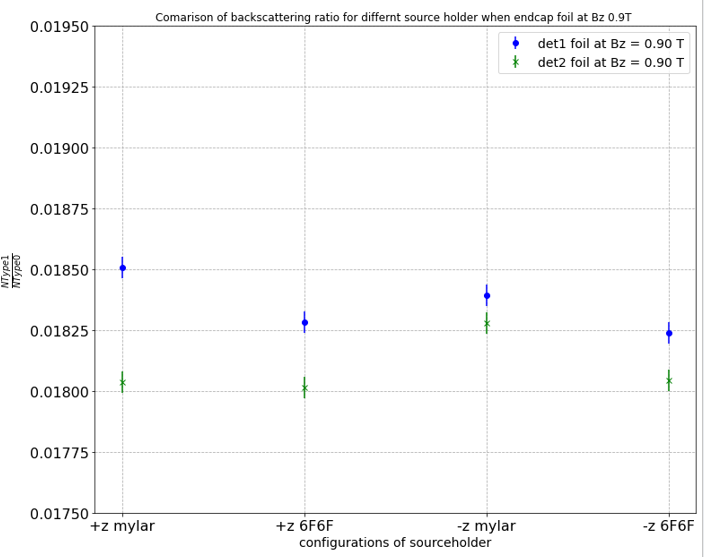 Comarison of backscattering ratio for differnt source holder when endcap foil at Bz 0.9T
det1 foil at Bz = 0.90 T
det2 foil at Bz = 0.90 T
0.01950
0.01925
0.01900
0.01875
0.01850
0.01825
0.01800
0.01775
0.01750
NType1
NType0
+z mylar
+z 6F6F
-z mylar
-z 6F6F
configurations of sourceholder